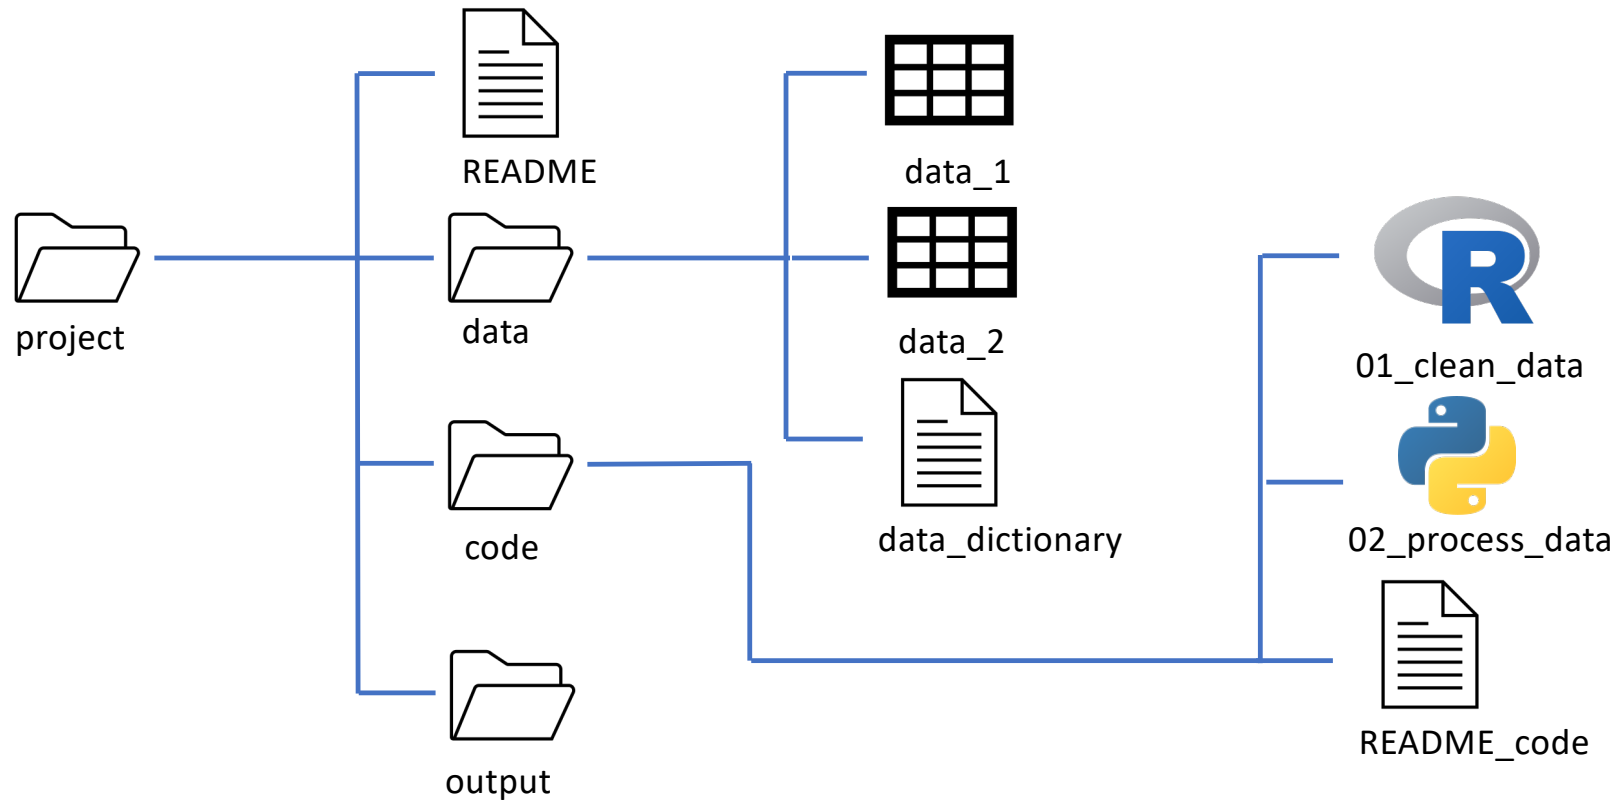 README
data_1
project
data
data_2
R
01_clean_data
code
data_dictionary
02_process_data
output
README_code